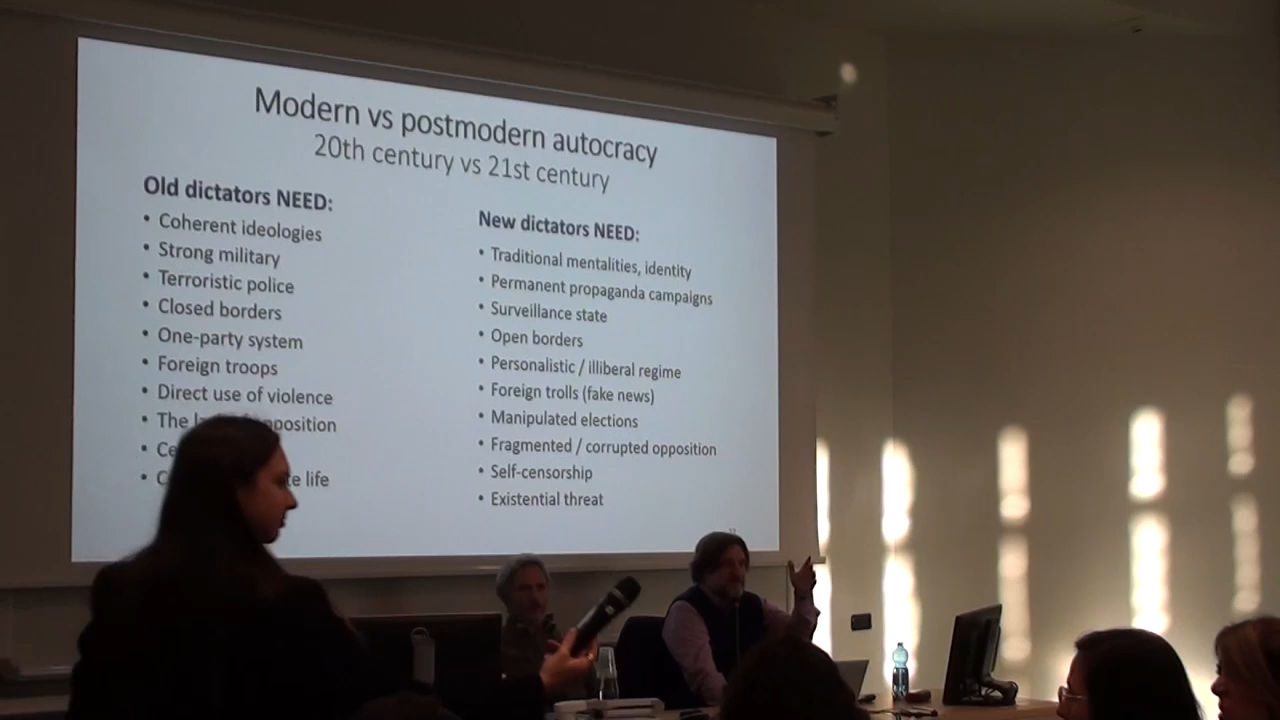 Modern vs postmodern autocracy
20th century vs 21st century
Old dictators NEED:
• Coherent ideologies
• Strong military
• Terroristic police
• Closed borders
• One-party system
• Foreign troops
• Direct use of violence
• The
•
• life
New dictators NEED:
• Traditional mentalities, identity
• Permanent propaganda campaigns
• Surveillance state
• Open borders
• Personalistic / illiberal regime
• Foreign trolls (fake news)
• Manipulated elections
• Fragmented / corrupted opposition
• Self-censorship
• Existential threat